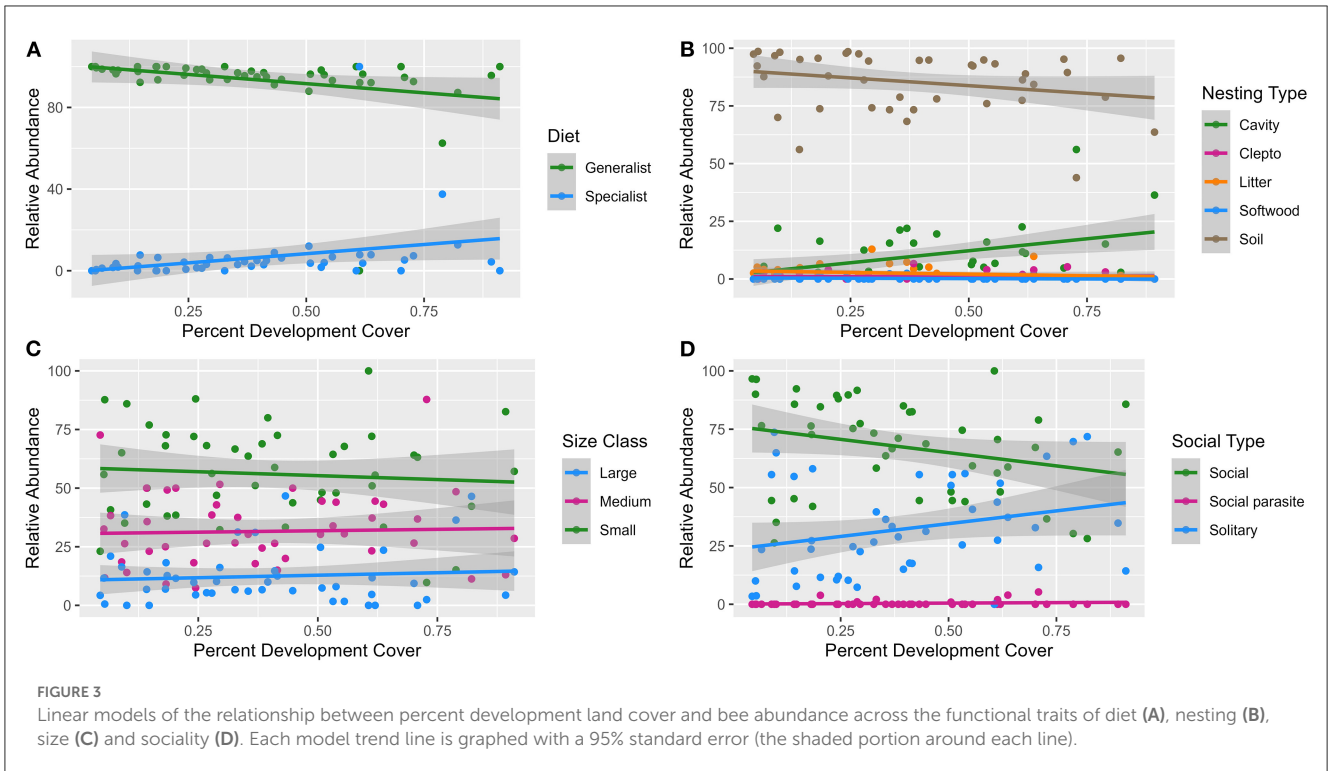 A
Relative Abundance
80
40
0
0.25
0.50
0.75
Percent Development Cover
Diet
Generalist
Specialist
B
Relative Abundance
100
75
50
25
0
0.25
0.50
0.75
Percent Development Cover
Nesting Type
Cavity
Clepto
Litter
Softwood
Soil
C
Relative Abundance
100
75
50
25
0
0.25
0.50
0.75
Percent Development Cover
Size Class
Large
Medium
Small
D
Relative Abundance
100
75
50
25
0
0.25
0.50
0.75
Percent Development Cover
Social Type
Social
Social parasite
Solitary
FIGURE 3
Linear models of the relationship between percent development land cover and bee abundance across the functional traits of diet (A), nesting (B),
size (C) and sociality (D). Each model trend line is graphed with a 95% standard error (the shaded portion around each line).